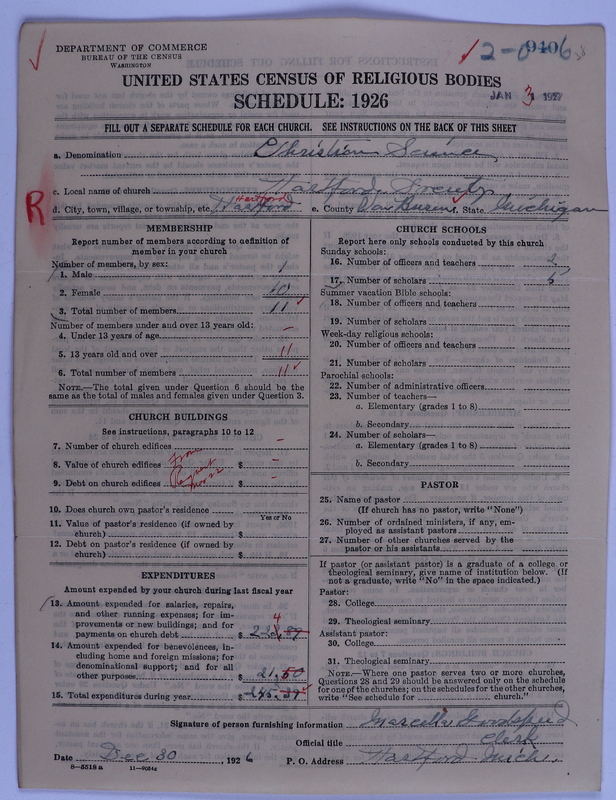 DEPARTMENT OF COMMERCE
BUREAU OF THE CENSUS
WASHINGTON
2-0 9406
UNITED STATES CENSUS OF RELIGIOUS BODIES
SCHEDULE: 1926
JAN 3 1927
FILL OUT A SEPARATE SCHEDULE FOR EACH CHURCH. SEE INSTRUCTIONS ON THE BACK OF THIS SHEET
a. Denomination Christian Science
c. Local name of church Hartford Society
d. City, town, village, or township, etc. Hartford Hartford e. County Van Buren f. State Michigan
R
MEMBERSHIP
Report number of members according to definition of
member in your church
Number of members by sex:
1. Male 1
2. Female 10
3. Total number of members 11
Number of members under and over 13 years old:
4. Under 13 years of age –
5. 13 years old and over 11
6. Total number of members 11
NOTE.—The total given under Question 6 should be the
same as the total of males and females given under Question 3.
CHURCH BUILDINGS
See instructions, paragraphs 10 to 12
7. Number of church edifices –
8. Value of church edifices $ –
9. Debt on church edifices $ –
From
10. Does church own pastor's residence
Yes or No
11. Value of pastor's residence (if owned by
church) $
12. Debt on pastor's residence (if owned by
church) $
EXPENDITURES
Amount expended by your church during last fiscal year
13. Amount expended for salaries, repairs,
and other running expenses; for im-
provements or new buildings; and for
payments on church debt $
14. Amount expended for benevolences, in-
cluding home and foreign missions; for
denominational support; and for all
other purposes $ 21.50
15. Total expenditures during year $
CHURCH SCHOOLS
Report here only schools conducted by this church
Sunday schools:
16. Number of officers and teachers 2
17. Number of scholars 5
Summer vacation Bible schools:
18. Number of officers and teachers
19. Number of scholars
Week-day religious schools:
20. Number of officers and teachers
21. Number of scholars
Parochial schools:
22. Number of administrative officers
23. Number of teachers—
a. Elementary (grades 1 to 8)
b. Secondary
24. Number of scholars—
a. Elementary (grades 1 to 8)
b. Secondary
PASTOR
25. Name of pastor
(If church has no pastor, write "None")
26. Number of ordained ministers, if any, em-
ployed as assistant pastors
27. Number of other churches served by the
pastor or his assistants
If pastor (or assistant pastor) is a graduate of a college or
theological seminary, give name of institution below. (If
not a graduate, write "No" in the space indicated.)
Pastor:
28. College
29. Theological seminary
Assistant pastor:
30. College
31. Theological seminary
NOTE.—Where one pastor serves two or more churches,
Questions 28 and 29 should be answered only on the schedule
for one of the churches; on the schedules for the other churches,
write "See schedule for church."
Signature of person furnishing information
Official title Clerk
Date Dec 30, 1926 P. O. Address Hartford Mich.
8-5518 a 11-9054a